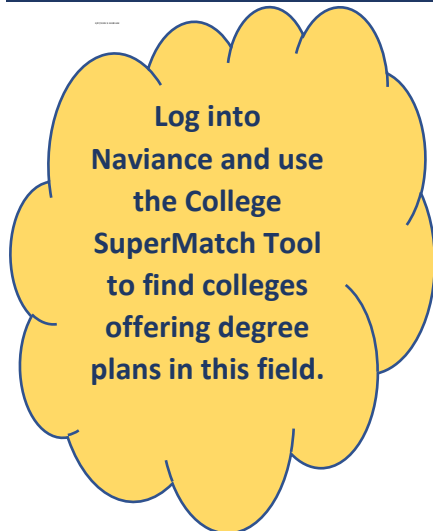 Log into
Naviance and use
the College
SuperMatch Tool
to find colleges
offering degree
plans in this field.